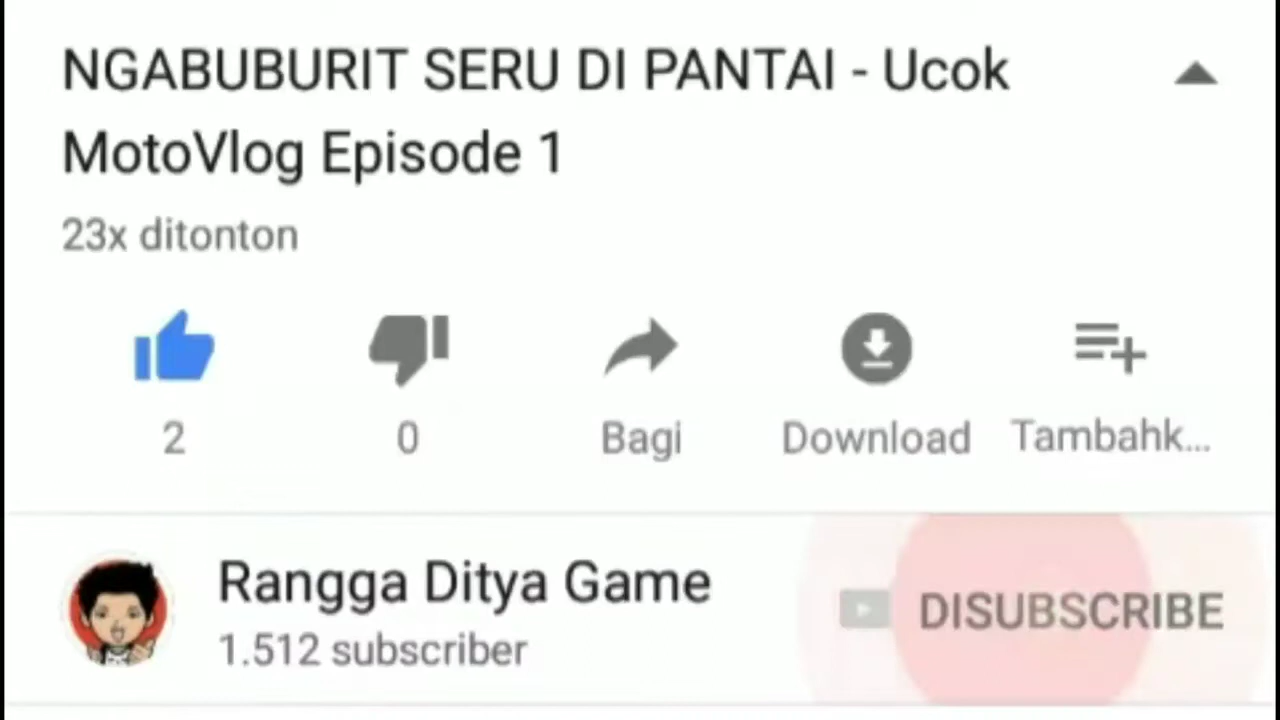 NGABUBURIT SERU DI PANTAI - Ucok
MotoVlog Episode 1
23x ditonton
2 0 Bagi Download Tambahk...
Rangga Ditya Game
DISUBSCRIBE
1.512 subscriber